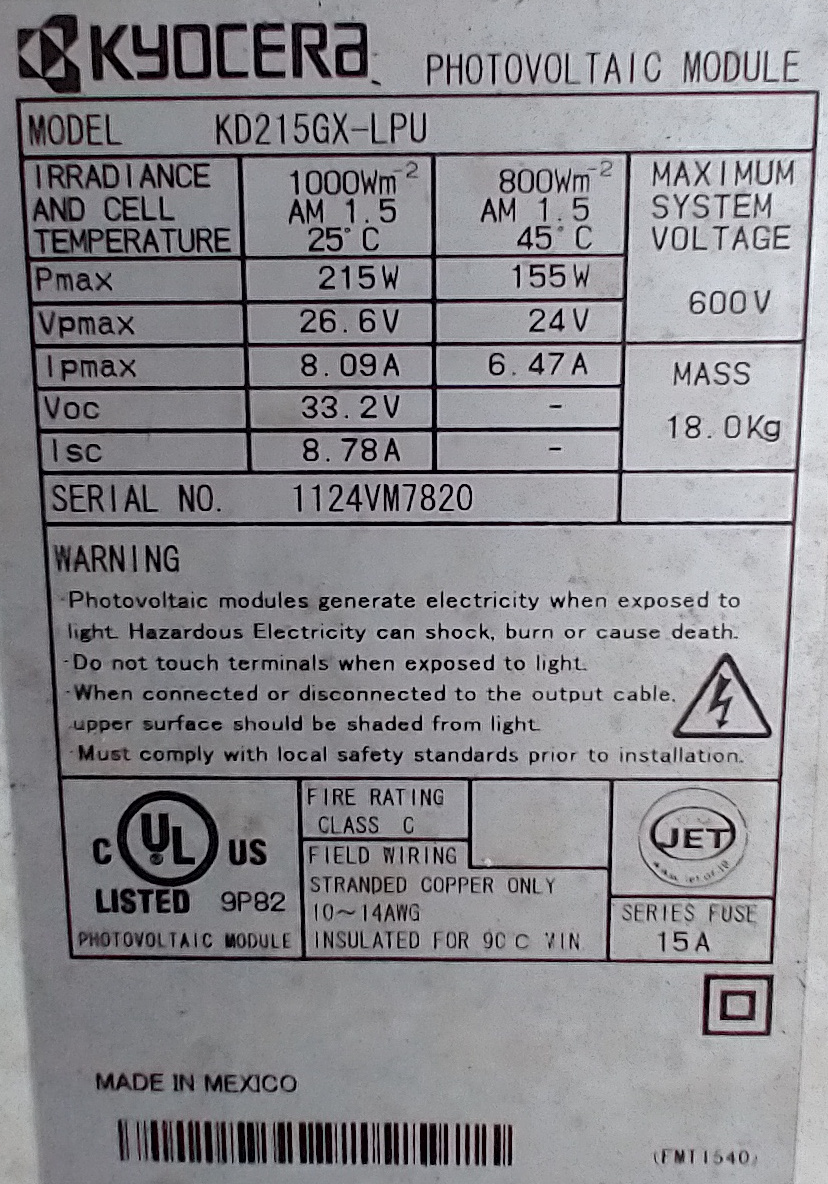 KYOCERA PHOTOVOLTAIC MODULE
MODEL KD215GX-LPU
IRRADIANCE AND CELL TEMPERATURE
1000Wm⁻² AM 1.5 25°C
800Wm⁻² AM 1.5 45°C
MAXIMUM SYSTEM VOLTAGE
600V
Pmax 215W 155W
Vpmax 26.6V 24V
Ipmax 8.09A 6.47A
Voc 33.2V -
Isc 8.78A -
MASS
18.0Kg
SERIAL NO. 1124VM7820
WARNING
·Photovoltaic modules generate electricity when exposed to
light. Hazardous Electricity can shock, burn or cause death.
·Do not touch terminals when exposed to light.
·When connected or disconnected to the output cable,
upper surface should be shaded from light.
·Must comply with local safety standards prior to installation.
C UL® US
LISTED 9P82
PHOTOVOLTAIC MODULE
FIRE RATING
CLASS C
FIELD WIRING
STRANDED COPPER ONLY
10~14AWG
INSULATED FOR 90 C MIN.
JET
SERIES FUSE
15A
MADE IN MEXICO
(FMT1540)